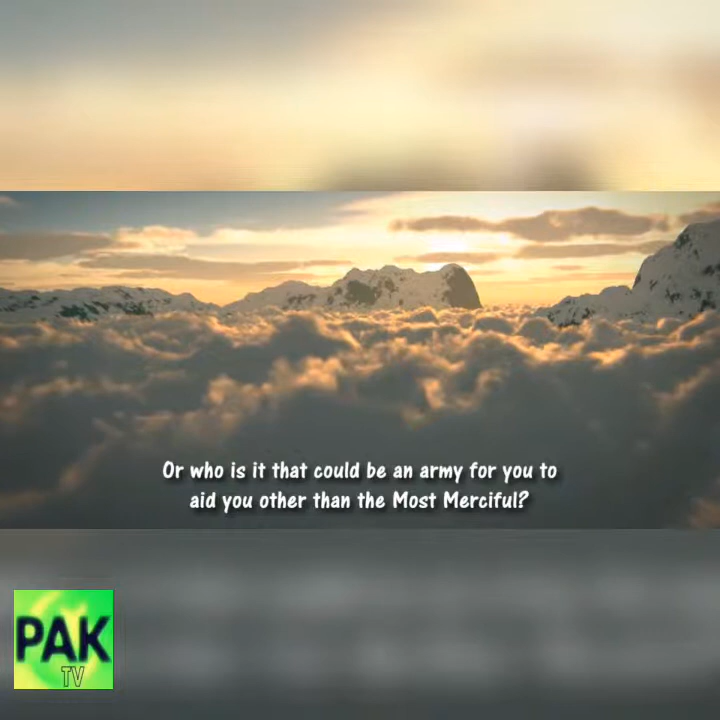 Or who is it that could be an army for you to
aid you other than the Most Merciful?
PAK
TV